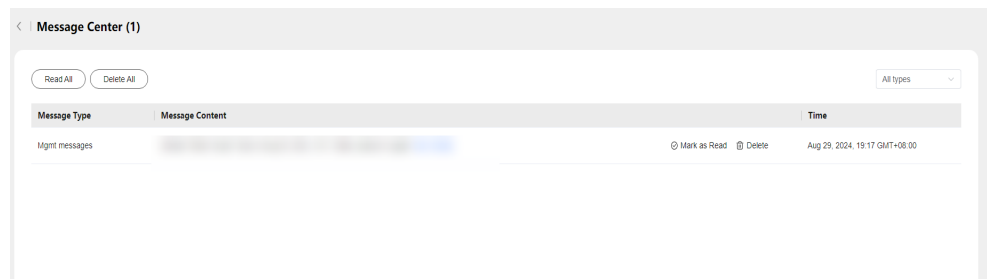 Message Center (1)
Read All Delete All All types
Message Type Message Content Time
Mgmt messages Mark as Read Delete Aug 29, 2024, 19:17 GMT+08:00